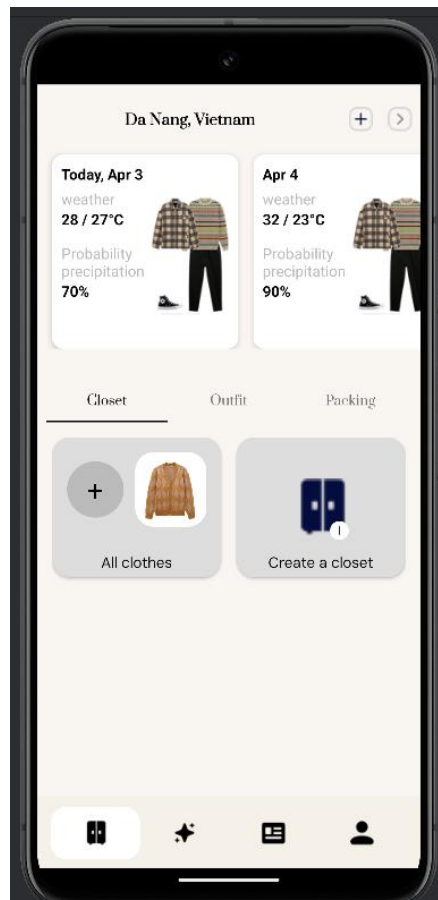 Da Nang, Vietnam
Today, Apr 3
weather
28 / 27°C
Probability
precipitation
70%
Apr 4
weather
32 / 23°C
Probability
precipitation
90%
Closet
Outfit
Packing
All clothes
Create a closet